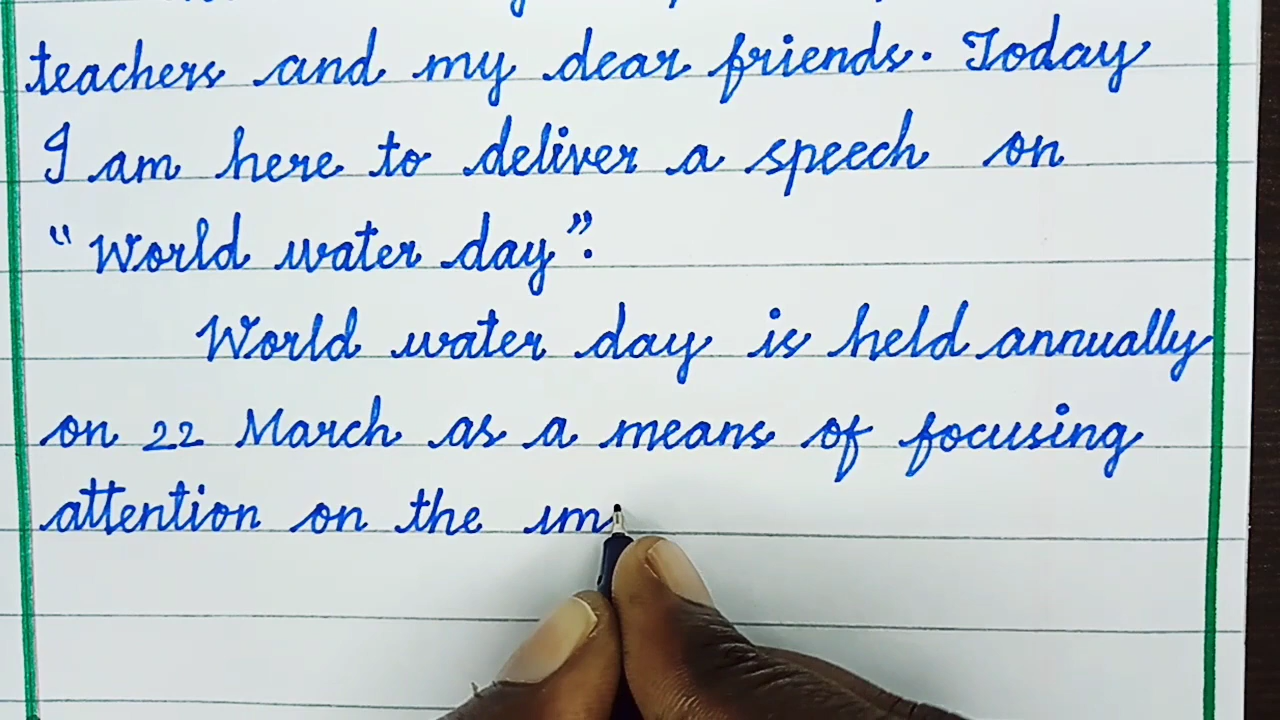 teachers and my dear friends. Today
I am here to deliver a speech on
"World water day".
World water day is held annually
on 22 March as a means of focusing
attention on the im